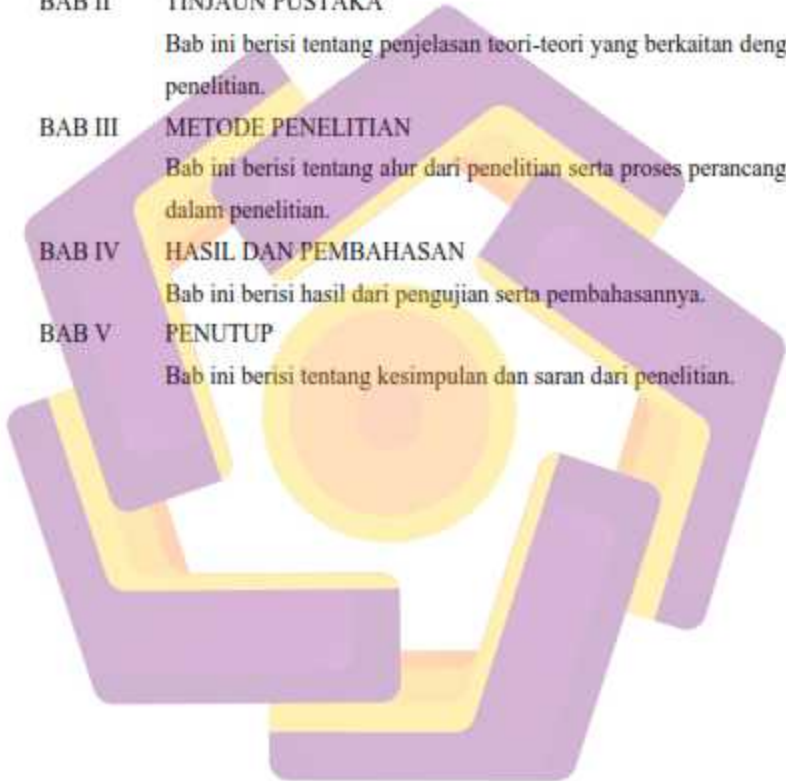 BAB II TINJAUN PUSTAKA
Bab ini berisi tentang penjelasan teori-teori yang berkaitan deng
penelitian.
BAB III METODE PENELITIAN
Bab ini berisi tentang alur dari penelitian serta proses perancang
dalam penelitian.
BAB IV HASIL DAN PEMBAHASAN
Bab ini berisi hasil dari pengujian serta pembahasannya.
BAB V PENUTUP
Bab ini berisi tentang kesimpulan dan saran dari penelitian.